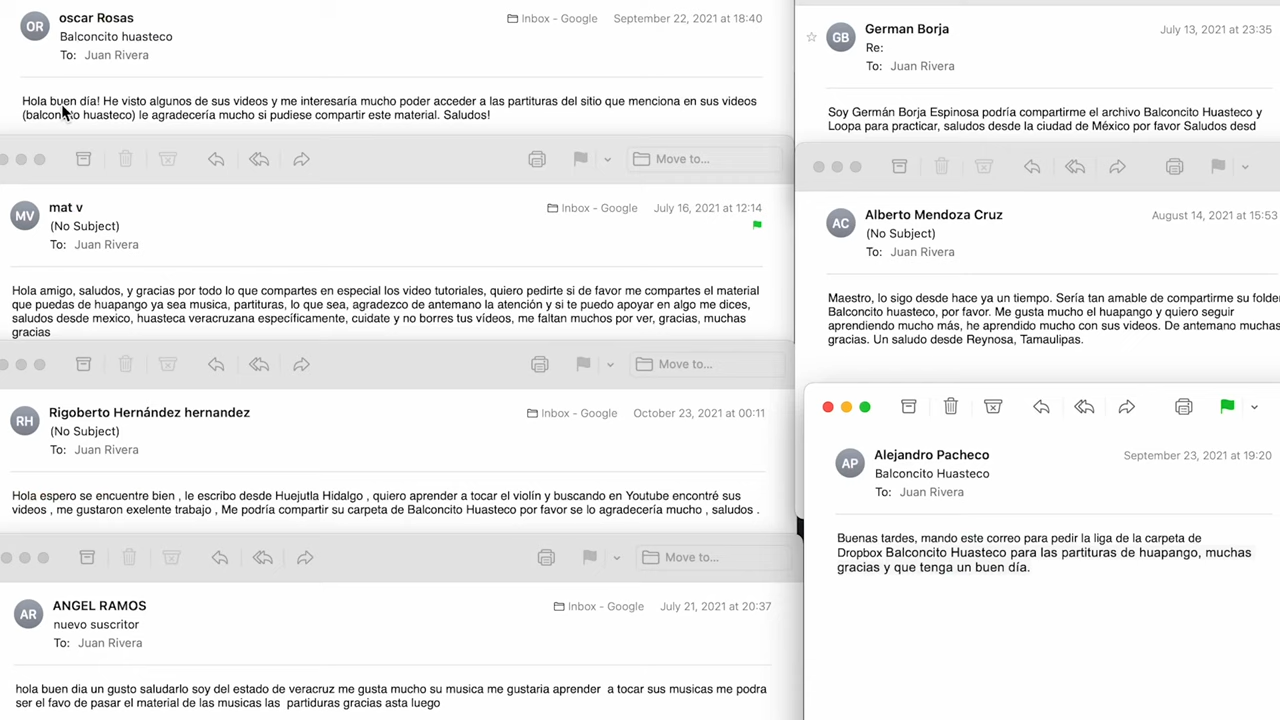 OR
oscar Rosas
Inbox - Google
September 22, 2021 at 18:40
Balconcito huasteco
To: Juan Rivera
Hola buen día! He visto algunos de sus videos y me interesaría mucho poder acceder a las partituras del sitio que menciona en sus videos
(balconcito huasteco) le agradecería mucho si pudiese compartir este material. Saludos!
Move to...
MV
mat v
Inbox - Google
July 16, 2021 at 12:14
(No Subject)
To: Juan Rivera
Hola amigo, saludos, y gracias por todo lo que compartes en especial los video tutoriales, quiero pedirte si de favor me compartes el material
que puedas de huapango ya sea musica, partituras, lo que sea, agradezco de antemano la atención y si te puedo apoyar en algo me dices,
saludos desde mexico, huasteca veracruzana específicamente, cuidate y no borres tus vídeos, me faltan muchos por ver, gracias, muchas
gracias
Move to...
RH
Rigoberto Hernández hernandez
Inbox - Google
October 23, 2021 at 00:11
(No Subject)
To: Juan Rivera
Hola espero se encuentre bien , le escribo desde Huejutla Hidalgo , quiero aprender a tocar el violín y buscando en Youtube encontré sus
videos , me gustaron exelente trabajo , Me podría compartir su carpeta de Balconcito Huasteco por favor se lo agradecería mucho , saludos .
Move to...
AR
ANGEL RAMOS
Inbox - Google
July 21, 2021 at 20:37
nuevo suscritor
To: Juan Rivera
hola buen dia un gusto saludarlo soy del estado de veracruz me gusta mucho su musica me gustaria aprender a tocar sus musicas me podra
ser el favo de pasar el material de las musicas las partiduras gracias asta luego
GB
German Borja
July 13, 2021 at 23:35
Re:
To: Juan Rivera
Soy Germán Borja Espinosa podría compartirme el archivo Balconcito Huasteco y
Loopa para practicar, saludos desde la ciudad de México por favor Saludos desd
AC
Alberto Mendoza Cruz
August 14, 2021 at 15:53
(No Subject)
To: Juan Rivera
Maestro, lo sigo desde hace ya un tiempo. Sería tan amable de compartirme su folde
Balconcito huasteco, por favor. Me gusta mucho el huapango y quiero seguir
aprendiendo mucho más, he aprendido mucho con sus videos. De antemano muchas
gracias. Un saludo desde Reynosa, Tamaulipas.
AP
Alejandro Pacheco
September 23, 2021 at 19:20
Balconcito Huasteco
To: Juan Rivera
Buenas tardes, mando este correo para pedir la liga de la carpeta de
Dropbox Balconcito Huasteco para las partituras de huapango, muchas
gracias y que tenga un buen día.